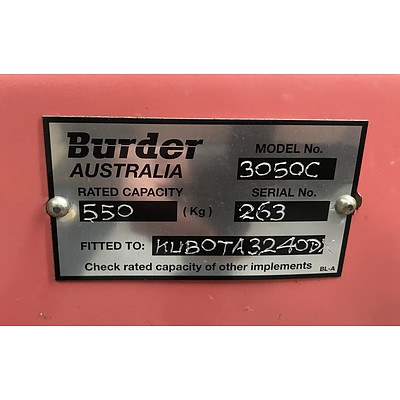 Burder
AUSTRALIA
MODEL No.
3050C
RATED CAPACITY
550 (Kg)
SERIAL No.
263
FITTED TO: KUBOTA3240DX
Check rated capacity of other implements
BL-A